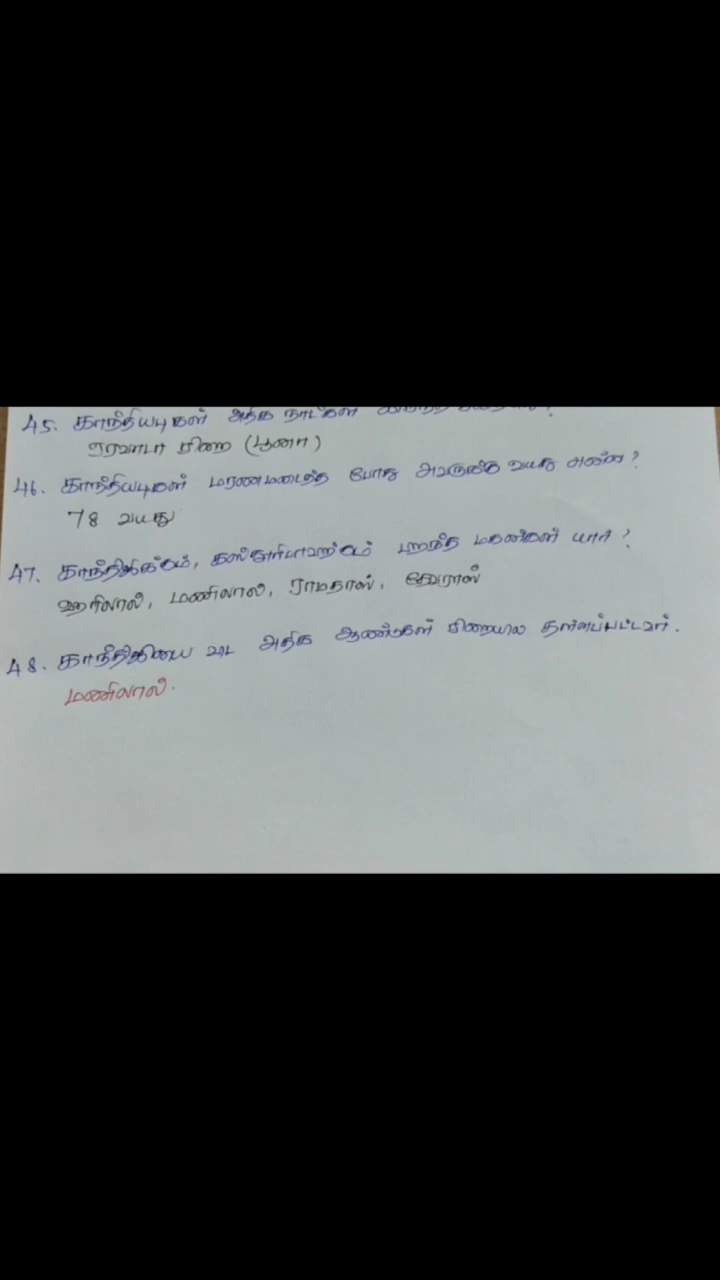 45. காந்தியடிகள் அதிக நாட்கள்
ஏரவாடா சிறை (பூனா)
46. காந்தியடிகள் மரணமடைந்த போது அவருக்கு வயது என்ன?
78 வயது
47. காந்திஜிக்கும், கஸ்தூரிபாவிற்கும் பிறந்த மகன்கள் யார்?
ஹரிலால், மணிலால், ராமதாஸ், தேவதாஸ்
48. காந்திஜியை விட அதிக ஆண்டுகள் சிறையில் தள்ளப்பட்டவர்.
மணிலால்.